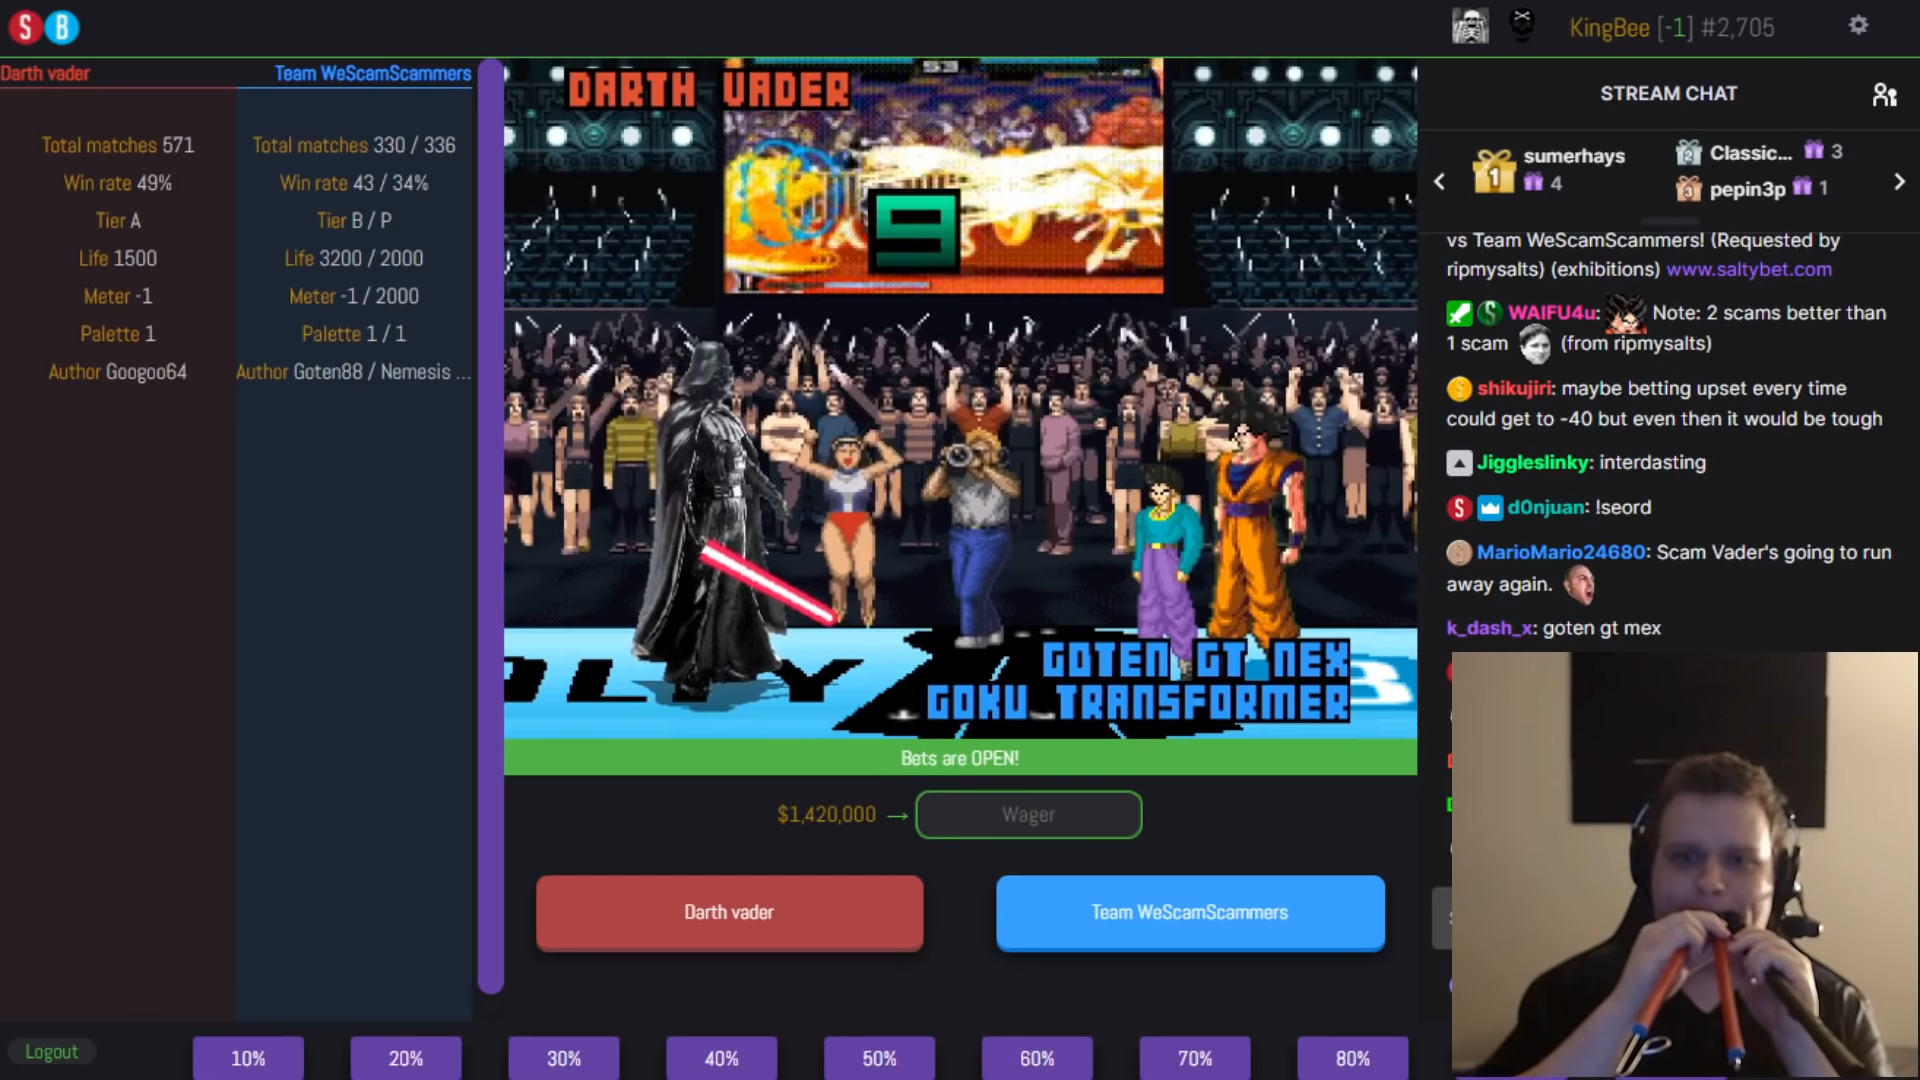 S B
KingBee [-1] #2,705
Darth vader
Team WeScamScammers
Total matches 571
Win rate 49%
Tier A
Life 1500
Meter -1
Palette 1
Author Googoo64
Total matches 330 / 336
Win rate 43 / 34%
Tier B / P
Life 3200 / 2000
Meter -1 / 2000
Palette 1 / 1
Author Goten88 / Nemesis ...
DARTH VADER
9
GOTEN GT NEX
GOKU TRANSFORMER
Bets are OPEN!
$1,420,000 →
Wager
Darth vader
Team WeScamScammers
Logout
10%
20%
30%
40%
50%
60%
70%
80%
STREAM CHAT
1
sumerhays
4
2
Classic...
3
3
pepin3p
1
vs Team WeScamScammers! (Requested by
ripmysalts) (exhibitions) www.saltybet.com
WAIFU4u: Note: 2 scams better than
1 scam (from ripmysalts)
shikujiri: maybe betting upset every time
could get to -40 but even then it would be tough
Jiggleslinky: interdasting
d0njuan: !seord
MarioMario24680: Scam Vader's going to run
away again.
k_dash_x: goten gt mex